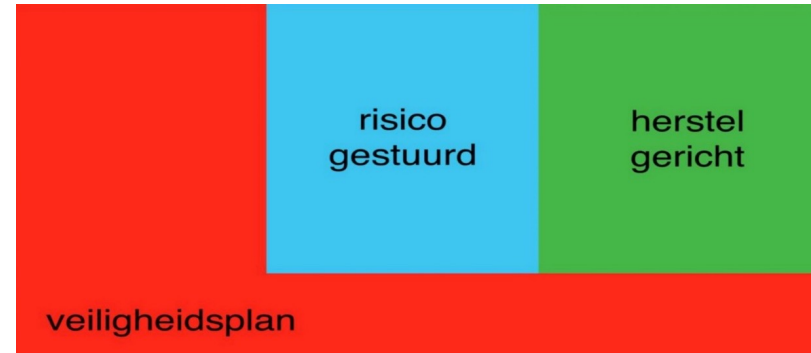 risico
gestuurd
herstel
gericht
veiligheidsplan